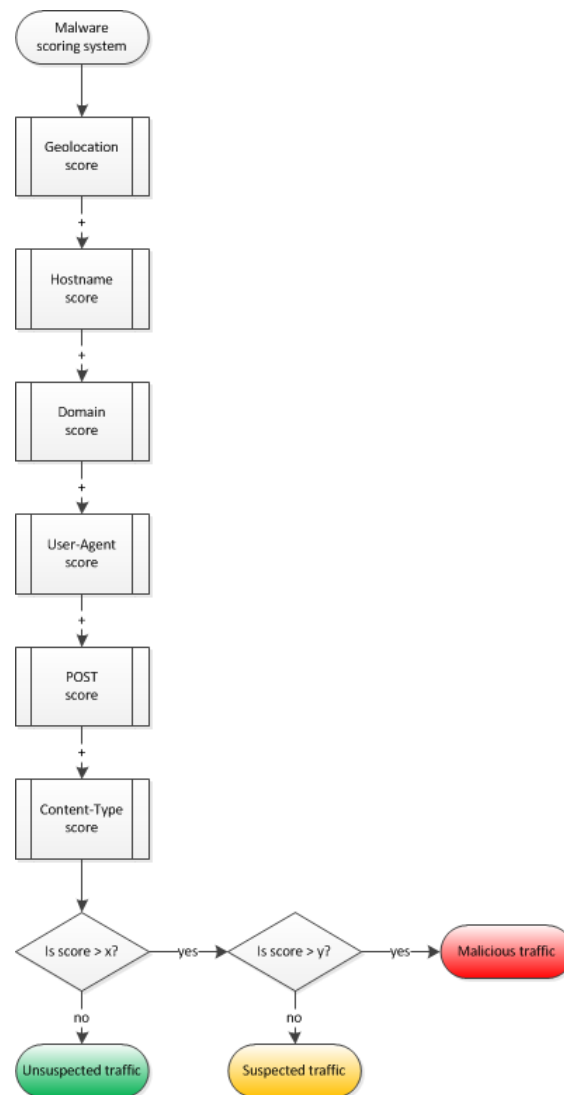 Malware
scoring system
Geolocation
score
+
Hostname
score
+
Domain
score
+
User-Agent
score
+
POST
score
+
Content-Type
score
Is score > x?
yes
Is score > y?
yes
Malicious traffic
no
no
Unsuspected traffic
Suspected traffic